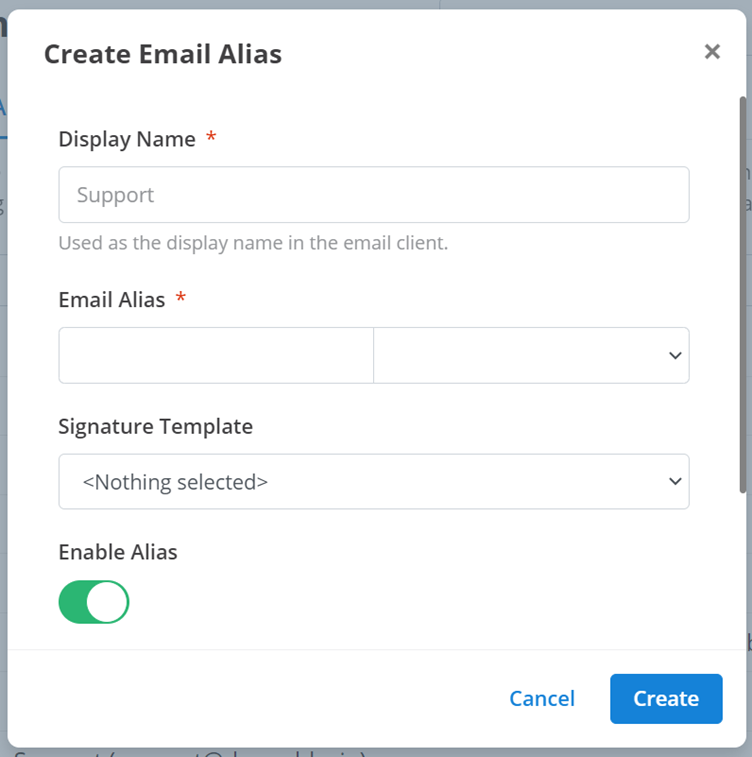 Create Email Alias
×
Display Name *
Support
Used as the display name in the email client.
Email Alias *
Signature Template
<Nothing selected>
Enable Alias
Cancel
Create